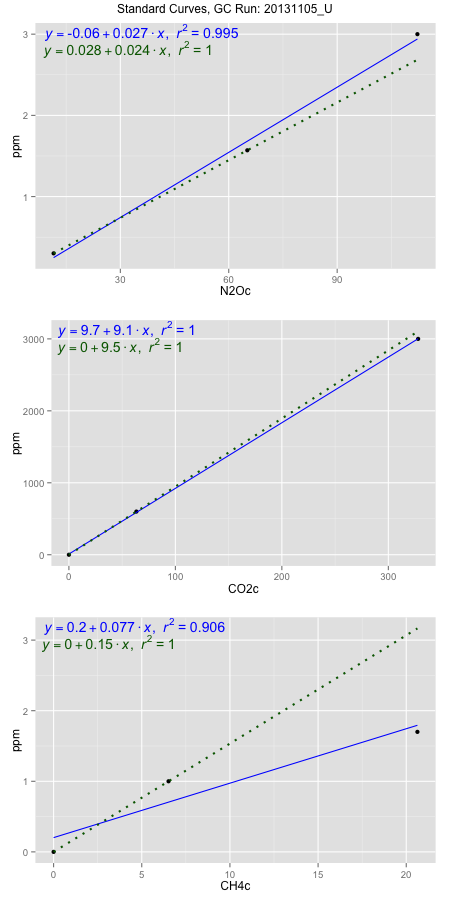 Standard Curves, GC Run: 20131105_U
y = -0.06 + 0.027 · x, r² = 0.995
y = 0.028 + 0.024 · x, r² = 1
3
2
1
ppm
30 60 90
N2Oc
y = 9.7 + 9.1 · x, r² = 1
y = 0 + 9.5 · x, r² = 1
3000
2000
1000
0
ppm
0 100 200 300
CO2c
y = 0.2 + 0.077 · x, r² = 0.906
y = 0 + 0.15 · x, r² = 1
3
2
1
0
ppm
0 5 10 15 20
CH4c